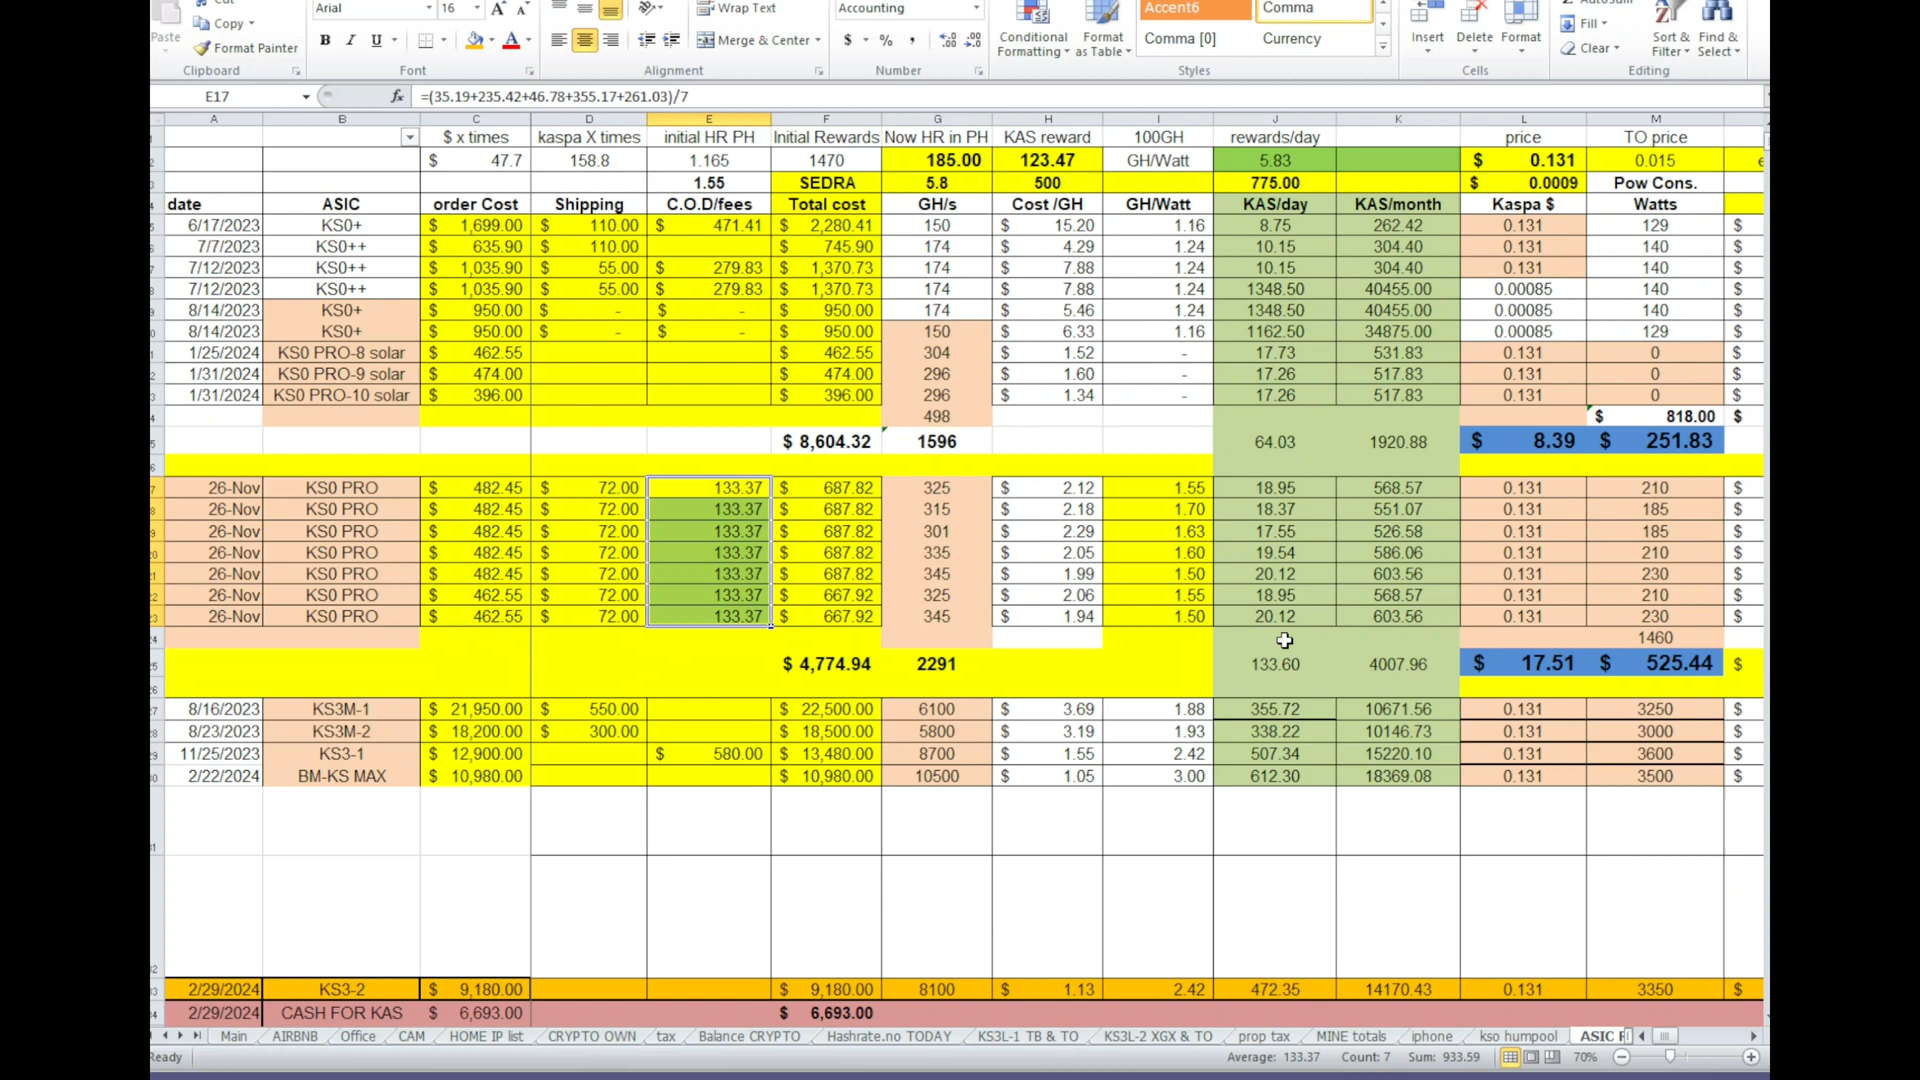 Cut Arial 16 A A Wrap Text Accounting Accent6 Comma AutoSum
Copy Fill
Paste Format Painter B I U Merge & Center $ % , Conditional Formatting Format as Table Comma [0] Currency Insert Delete Format Clear Sort & Filter Find & Select
Clipboard Font Alignment Number Styles Cells Editing
E17 fx =(35.19+235.42+46.78+355.17+261.03)/7
A B C D E F G H I J K L M
$ x times kaspa X times initial HR PH Initial Rewards Now HR in PH KAS reward 100GH rewards/day price TO price
$ 47.7 158.8 1.165 1470 185.00 123.47 GH/Watt 5.83 $ 0.131 0.015
1.55 SEDRA 5.8 500 775.00 $ 0.0009 Pow Cons.
date ASIC order Cost Shipping C.O.D/fees Total cost GH/s Cost /GH GH/Watt KAS/day KAS/month Kaspa $ Watts
6/17/2023 KS0+ $ 1,699.00 $ 110.00 $ 471.41 $ 2,280.41 150 $ 15.20 1.16 8.75 262.42 0.131 129 $
7/7/2023 KS0++ $ 635.90 $ 110.00 $ 745.90 174 $ 4.29 1.24 10.15 304.40 0.131 140 $
7/12/2023 KS0++ $ 1,035.90 $ 55.00 $ 279.83 $ 1,370.73 174 $ 7.88 1.24 10.15 304.40 0.131 140 $
7/12/2023 KS0++ $ 1,035.90 $ 55.00 $ 279.83 $ 1,370.73 174 $ 7.88 1.24 1348.50 40455.00 0.00085 140 $
8/14/2023 KS0+ $ 950.00 $ - $ - $ 950.00 174 $ 5.46 1.24 1348.50 40455.00 0.00085 140 $
8/14/2023 KS0+ $ 950.00 $ - $ - $ 950.00 150 $ 6.33 1.16 1162.50 34875.00 0.00085 129 $
1/25/2024 KS0 PRO-8 solar $ 462.55 $ 462.55 304 $ 1.52 - 17.73 531.83 0.131 0 $
1/31/2024 KS0 PRO-9 solar $ 474.00 $ 474.00 296 $ 1.60 - 17.26 517.83 0.131 0 $
1/31/2024 KS0 PRO-10 solar $ 396.00 $ 396.00 296 $ 1.34 - 17.26 517.83 0.131 0 $
498 $ 818.00 $
$ 8,604.32 1596 64.03 1920.88 $ 8.39 $ 251.83
26-Nov KS0 PRO $ 482.45 $ 72.00 133.37 $ 687.82 325 $ 2.12 1.55 18.95 568.57 0.131 210 $
26-Nov KS0 PRO $ 482.45 $ 72.00 133.37 $ 687.82 315 $ 2.18 1.70 18.37 551.07 0.131 185 $
26-Nov KS0 PRO $ 482.45 $ 72.00 133.37 $ 687.82 301 $ 2.29 1.63 17.55 526.58 0.131 185 $
26-Nov KS0 PRO $ 482.45 $ 72.00 133.37 $ 687.82 335 $ 2.05 1.60 19.54 586.06 0.131 210 $
26-Nov KS0 PRO $ 482.45 $ 72.00 133.37 $ 687.82 345 $ 1.99 1.50 20.12 603.56 0.131 230 $
26-Nov KS0 PRO $ 462.55 $ 72.00 133.37 $ 667.92 325 $ 2.06 1.55 18.95 568.57 0.131 210 $
26-Nov KS0 PRO $ 462.55 $ 72.00 133.37 $ 667.92 345 $ 1.94 1.50 20.12 603.56 0.131 230 $
1460
$ 4,774.94 2291 133.60 4007.96 $ 17.51 $ 525.44 $
8/16/2023 KS3M-1 $ 21,950.00 $ 550.00 $ 22,500.00 6100 $ 3.69 1.88 355.72 10671.56 0.131 3250 $
8/23/2023 KS3M-2 $ 18,200.00 $ 300.00 $ 18,500.00 5800 $ 3.19 1.93 338.22 10146.73 0.131 3000 $
11/25/2023 KS3-1 $ 12,900.00 $ 580.00 $ 13,480.00 8700 $ 1.55 2.42 507.34 15220.10 0.131 3600 $
2/22/2024 BM-KS MAX $ 10,980.00 $ 10,980.00 10500 $ 1.05 3.00 612.30 18369.08 0.131 3500 $
2/29/2024 KS3-2 $ 9,180.00 $ 9,180.00 8100 $ 1.13 2.42 472.35 14170.43 0.131 3350 $
2/29/2024 CASH FOR KAS $ 6,693.00 $ 6,693.00
Main AIRBNB Office CAM HOME IP list CRYPTO OWN tax Balance CRYPTO Hashrate.no TODAY KS3L-1 TB & TO KS3L-2 XGX & TO prop tax MINE totals iphone kso humpool ASIC
Ready Average: 133.37 Count: 7 Sum: 933.59 70%